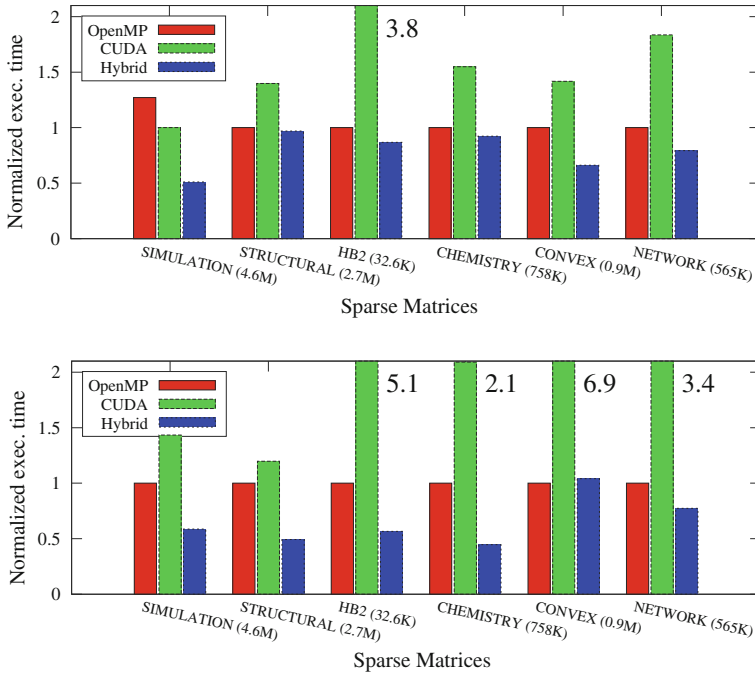 Normalized exec. time
2
1.5
1
0.5
0
OpenMP
CUDA
Hybrid
3.8
SIMULATION (4.6M)
STRUCTURAL (2.7M)
HB2 (32.6K)
CHEMISTRY (758K)
CONVEX (0.9M)
NETWORK (565K)
Sparse Matrices
Normalized exec. time
2
1.5
1
0.5
0
OpenMP
CUDA
Hybrid
5.1
2.1
6.9
3.4
SIMULATION (4.6M)
STRUCTURAL (2.7M)
HB2 (32.6K)
CHEMISTRY (758K)
CONVEX (0.9M)
NETWORK (565K)
Sparse Matrices